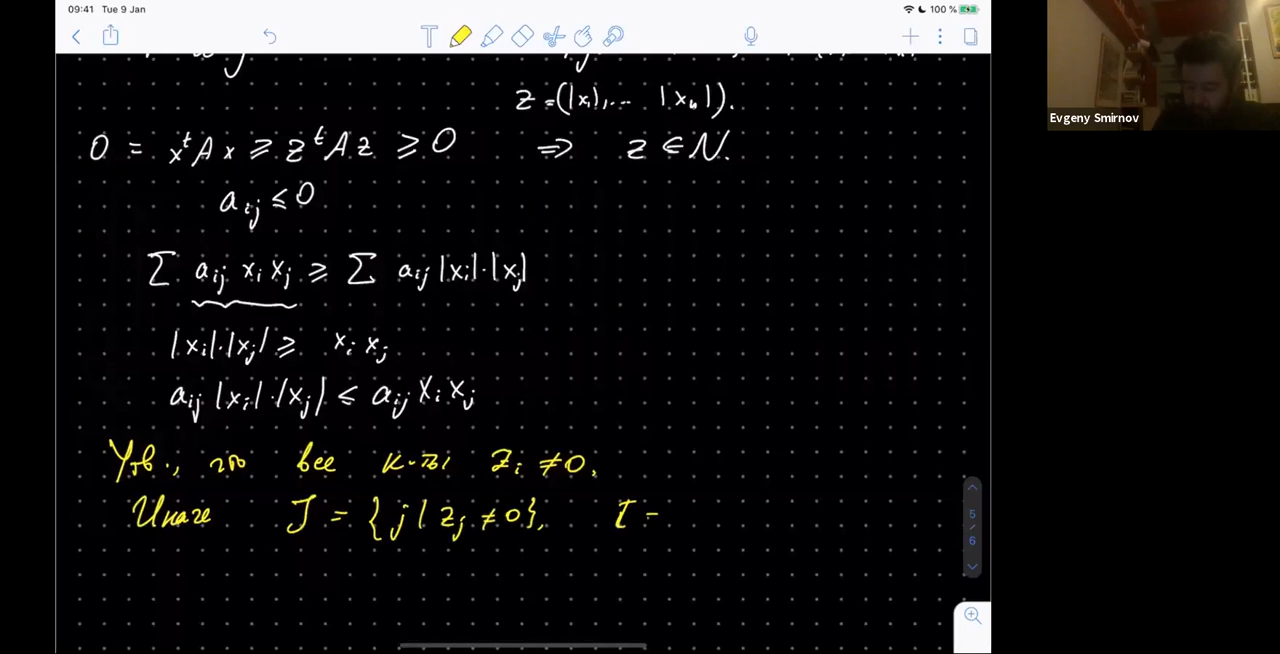 09:41 Tue 9 Jan
100 %
Evgeny Smirnov
z = (|x₁|, ... |xₙ|).
0 = xᵗAx ≥ zᵗAz ≥ 0 ⇒ z ∈ N.
aᵢⱼ ≤ 0
∑ aᵢⱼ xᵢ xⱼ ≥ ∑ aᵢⱼ |xᵢ|·|xⱼ|
|xᵢ|·|xⱼ| ≥ xᵢ xⱼ
aᵢⱼ |xᵢ|·|xⱼ| ≤ aᵢⱼ xᵢ xⱼ
Утв., что все к-ты zᵢ ≠ 0.
Иначе J = {j | zⱼ ≠ 0}, I =
5
/
6